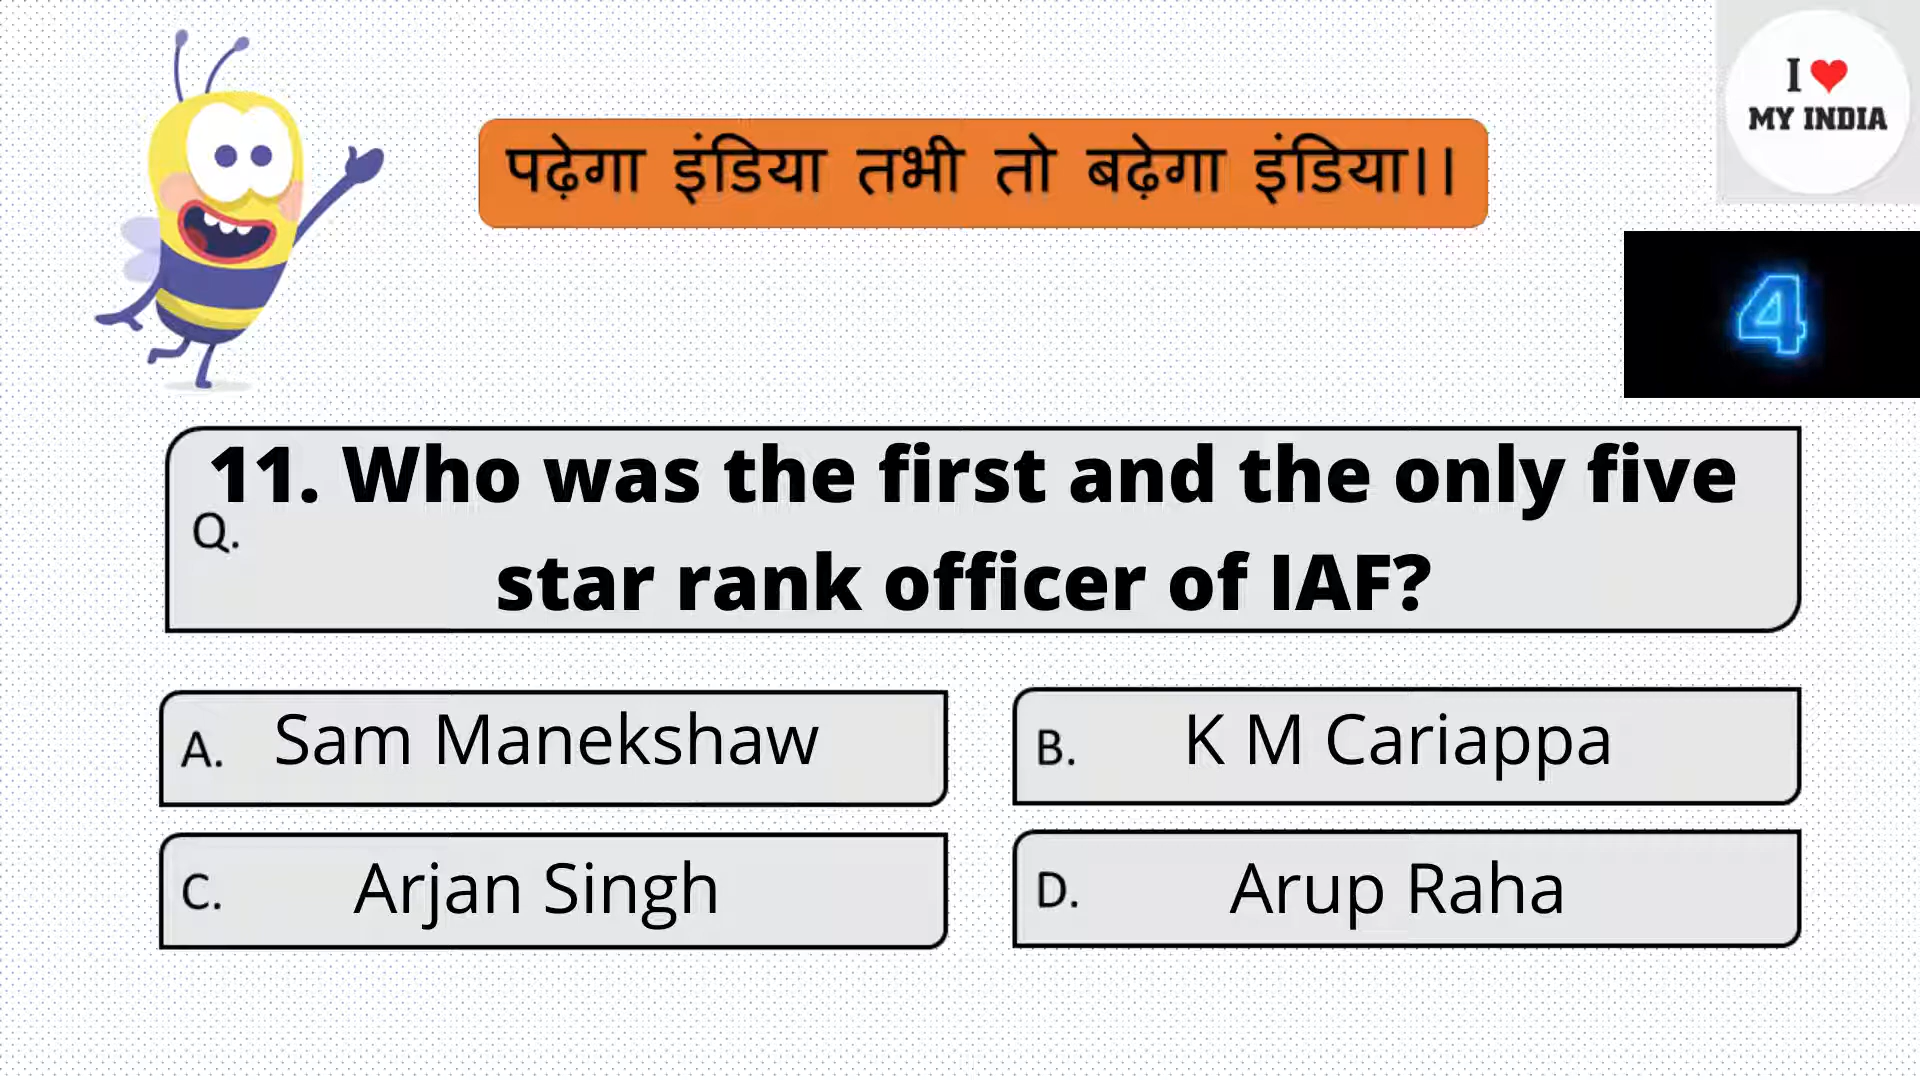 I ❤
MY INDIA
पढ़ेगा इंडिया तभी तो बढ़ेगा इंडिया।।
4
Q. 11. Who was the first and the only five
star rank officer of IAF?
A. Sam Manekshaw
B. K M Cariappa
C. Arjan Singh
D. Arup Raha